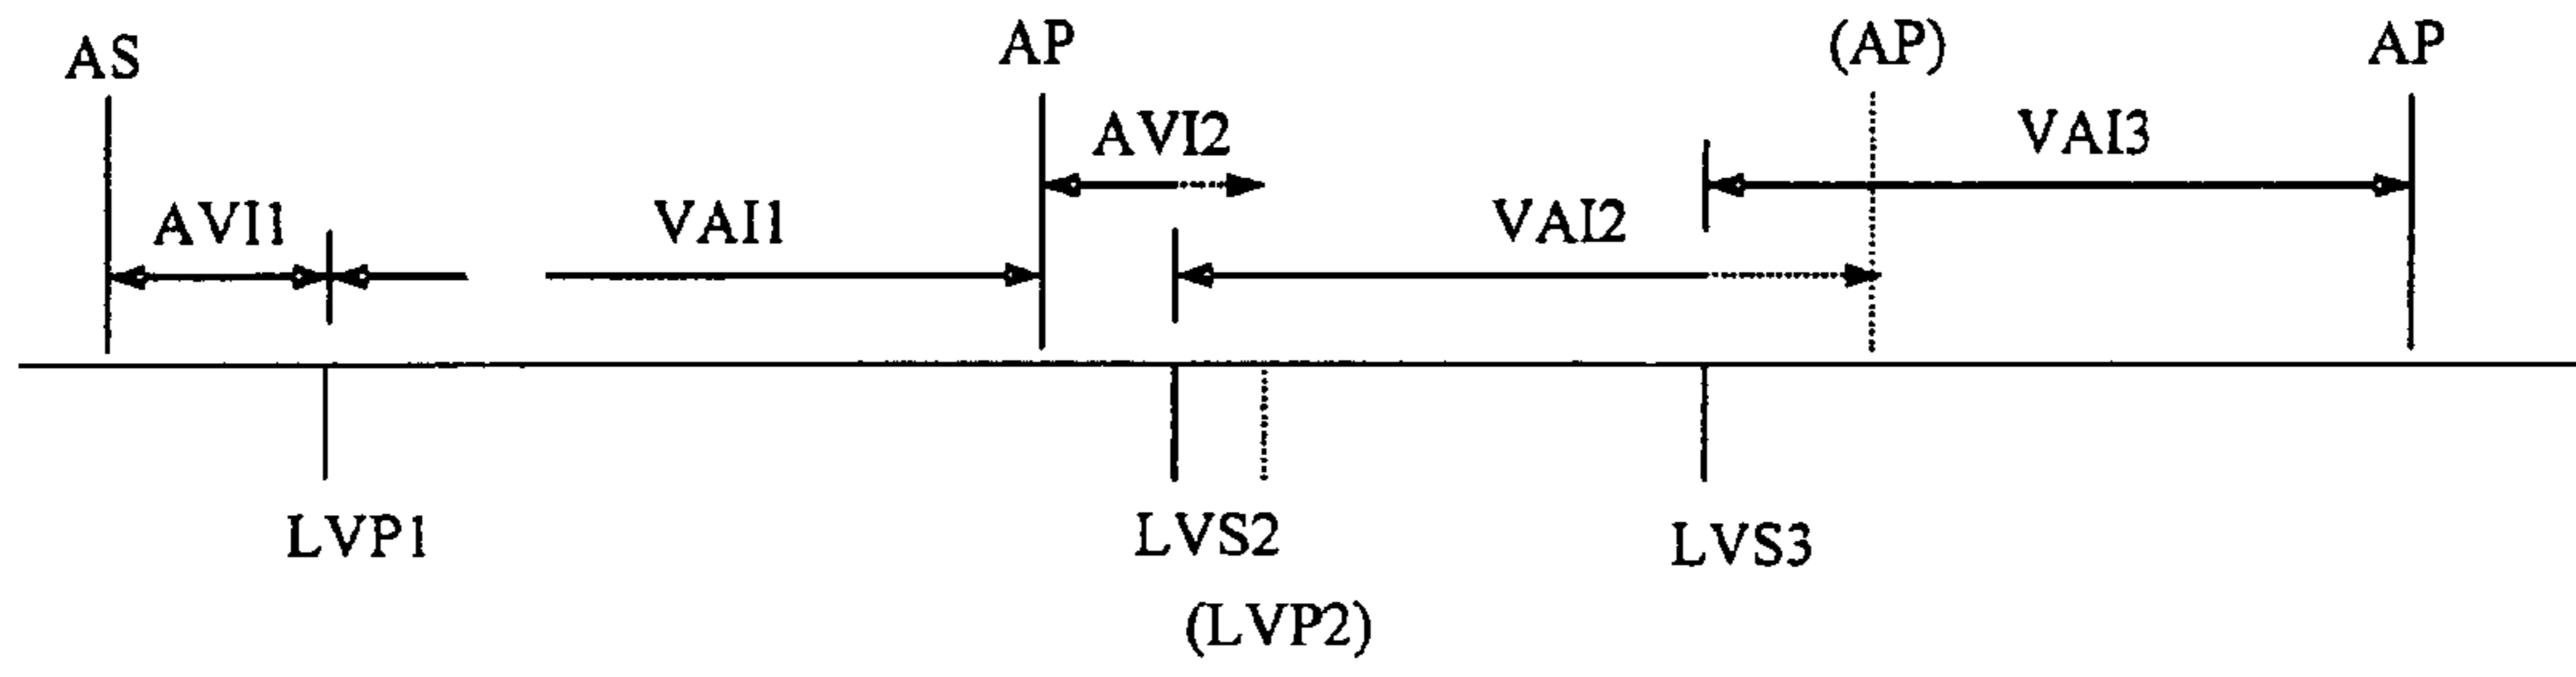 AS AP (AP) AP
AVI2 VAI3
AVI1 VAI1 VAI2
LVP1 LVS2 LVS3
(LVP2)